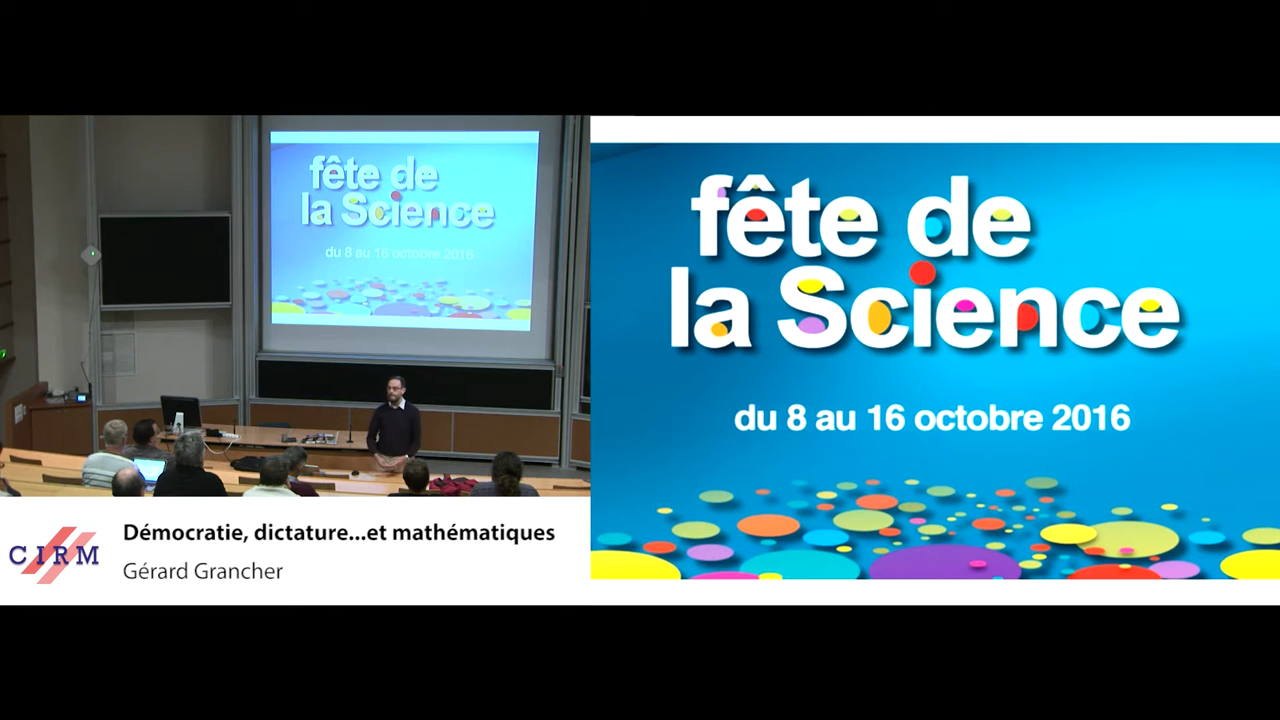 fête de
la Science
du 8 au 16 octobre 2016
CIRM
Démocratie, dictature...et mathématiques
Gérard Grancher
fête de
la Science
du 8 au 16 octobre 2016